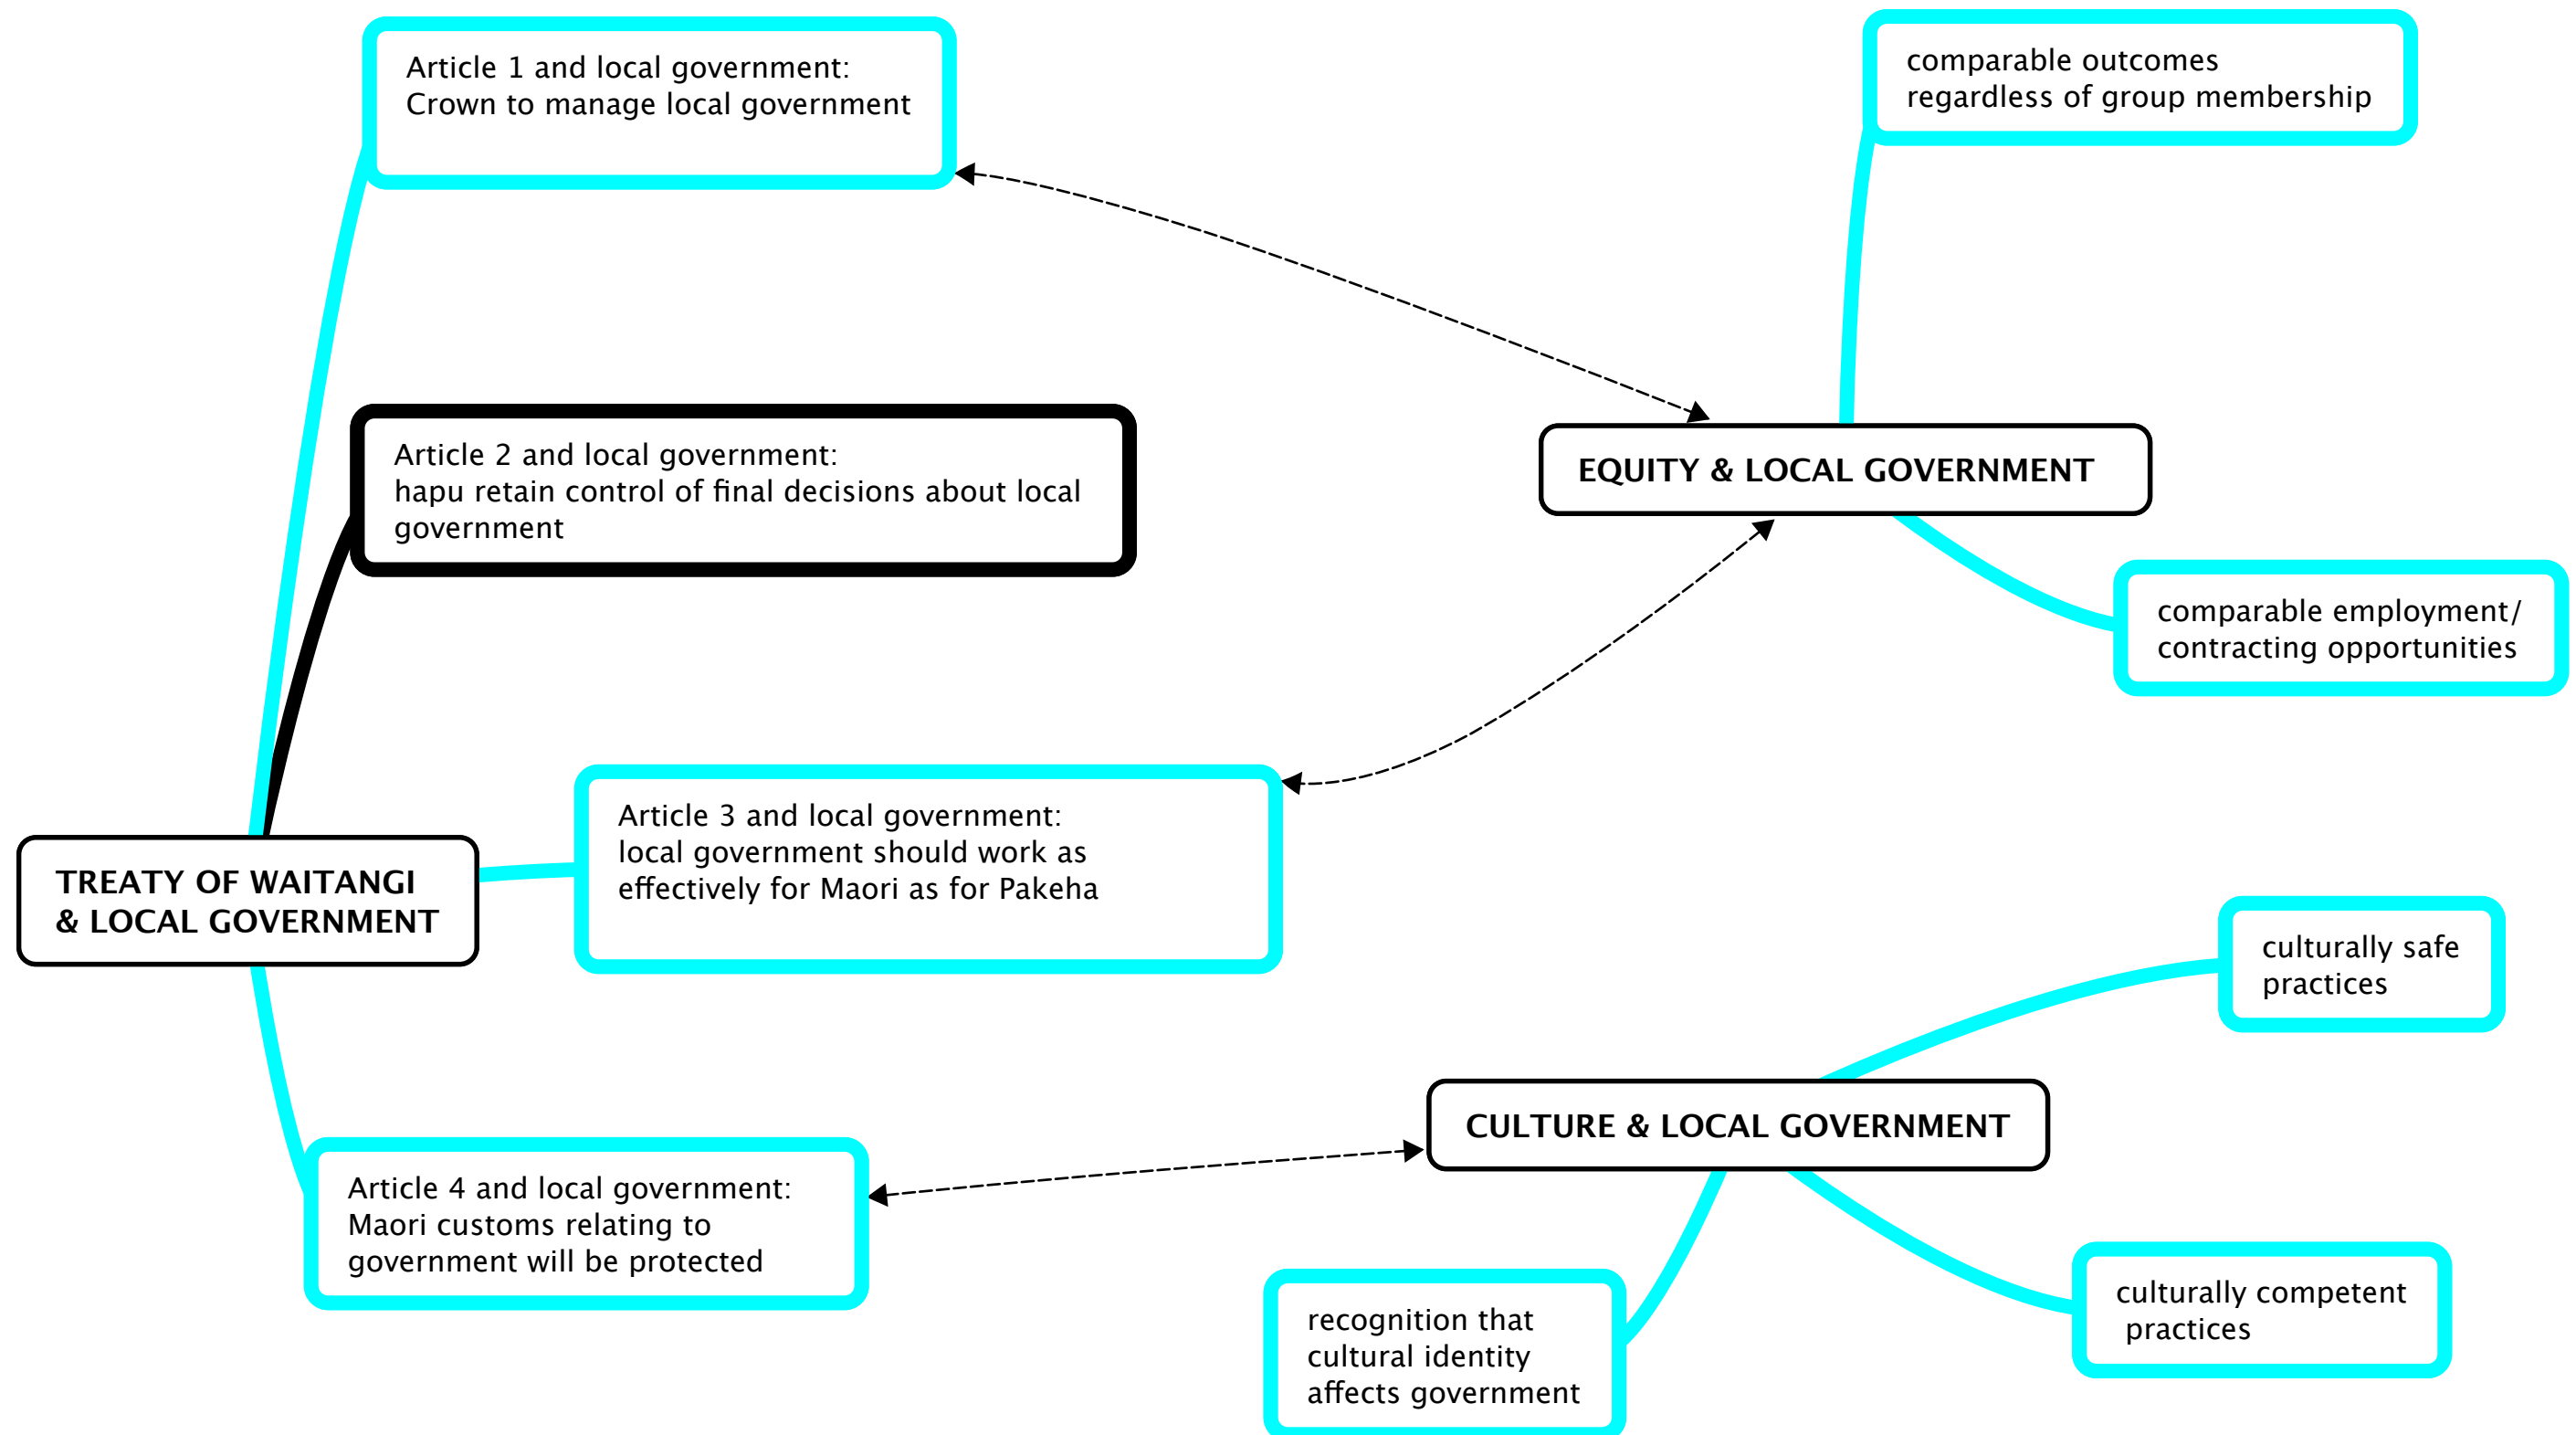 Article 1 and local government:
Crown to manage local government
comparable outcomes
regardless of group membership
Article 2 and local government:
hapu retain control of final decisions about local
government
EQUITY & LOCAL GOVERNMENT
comparable employment/
contracting opportunities
Article 3 and local government:
local government should work as
effectively for Maori as for Pakeha
TREATY OF WAITANGI
& LOCAL GOVERNMENT
culturally safe
practices
CULTURE & LOCAL GOVERNMENT
Article 4 and local government:
Maori customs relating to
government will be protected
culturally competent
practices
recognition that
cultural identity
affects government